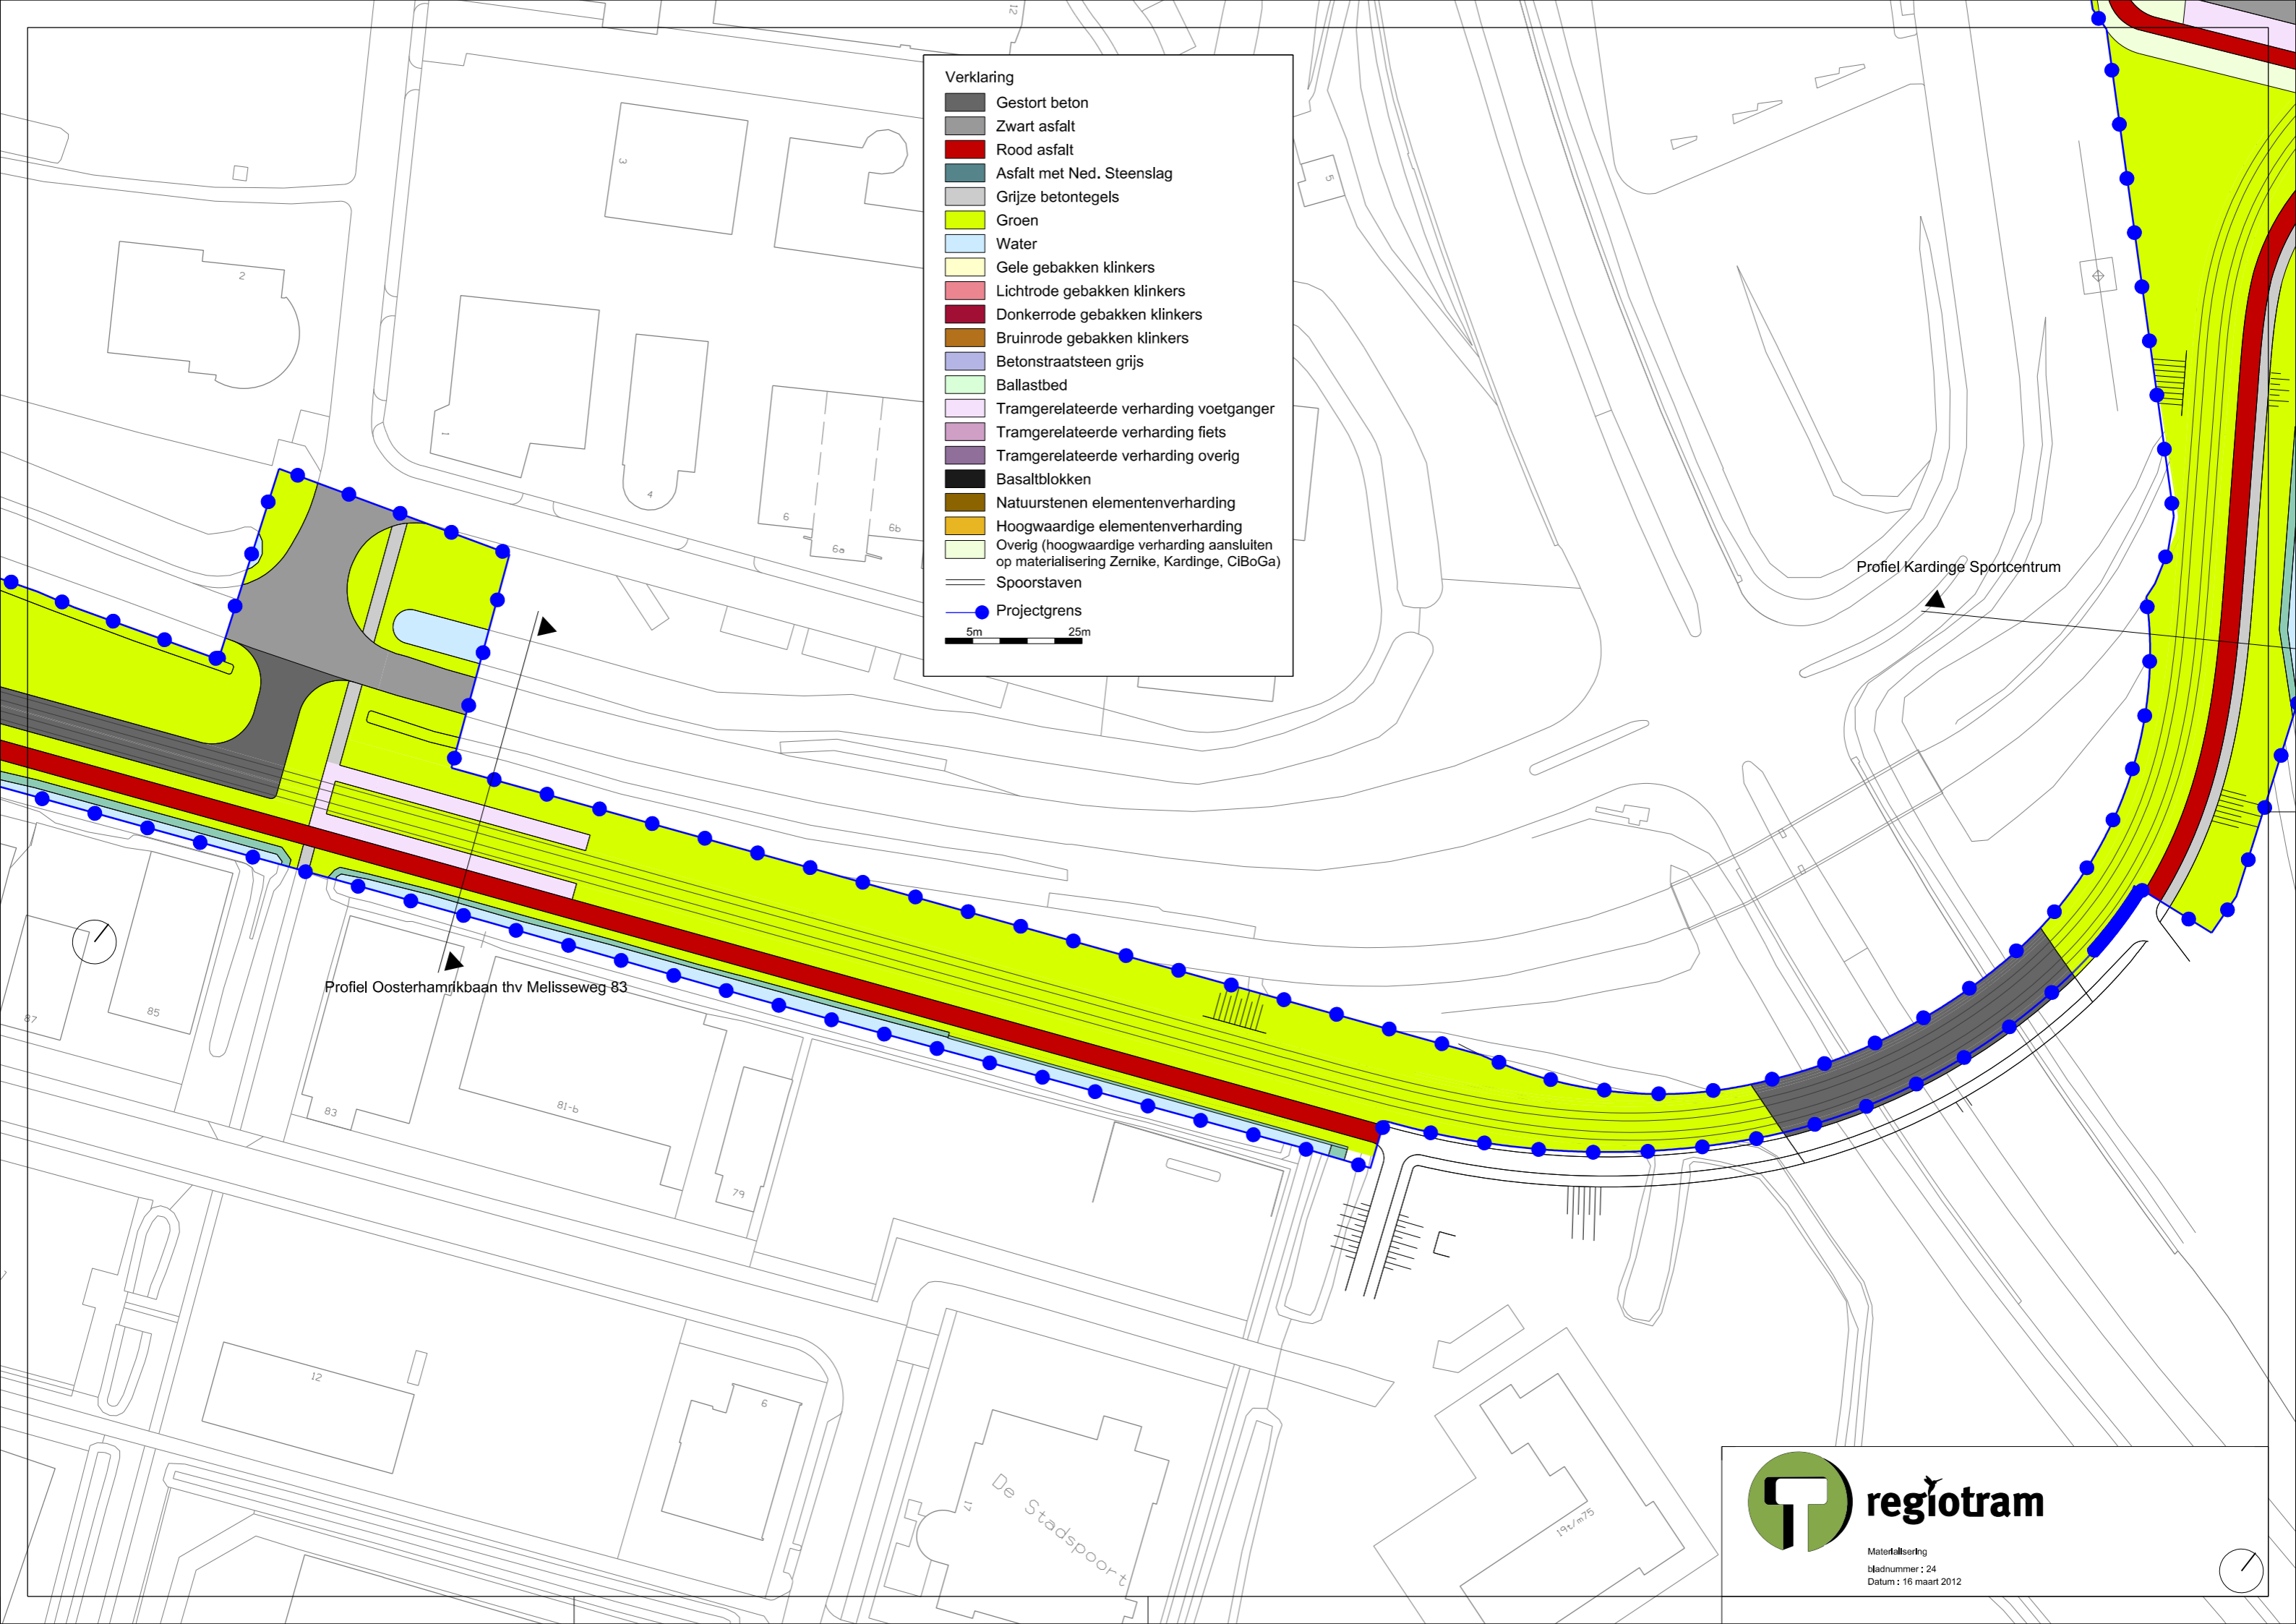 12
Verklaring
Gestort beton
Zwart asfalt
Rood asfalt
Asfalt met Ned. Steenslag
Grijze betontegels
Groen
Water
Gele gebakken klinkers
Lichtrode gebakken klinkers
Donkerrode gebakken klinkers
Bruinrode gebakken klinkers
Betonstraatsteen grijs
Ballastbed
Tramgerelateerde verharding voetganger
Tramgerelateerde verharding fiets
Tramgerelateerde verharding overig
Basaltblokken
Natuurstenen elementenverharding
Hoogwaardige elementenverharding
Overig (hoogwaardige verharding aansluiten
op materialisering Zernike, Kardinge, CiBoGa)
Spoorstaven
Projectgrens
5m 25m
3
5
2
1
4
6
6a
6b
Profiel Kardinge Sportcentrum
Profiel Oosterhamrikbaan thv Melisseweg 83
87
85
83
81-b
79
12
6
17
De Stadspoort
19t/m75
regiotram
Materialisering
bladnummer : 24
Datum : 16 maart 2012